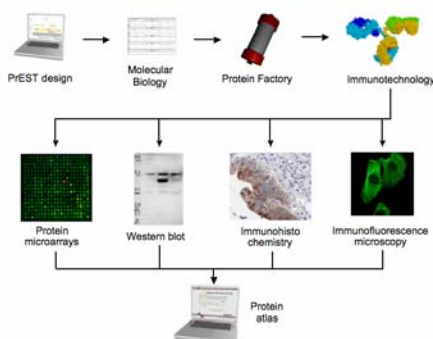 PrEST design
Molecular
Biology
Protein Factory
Immunotechnology
Protein
microarrays
Western blot
Immunohisto
chemistry
Immunofluorescence
microscopy
Protein
atlas